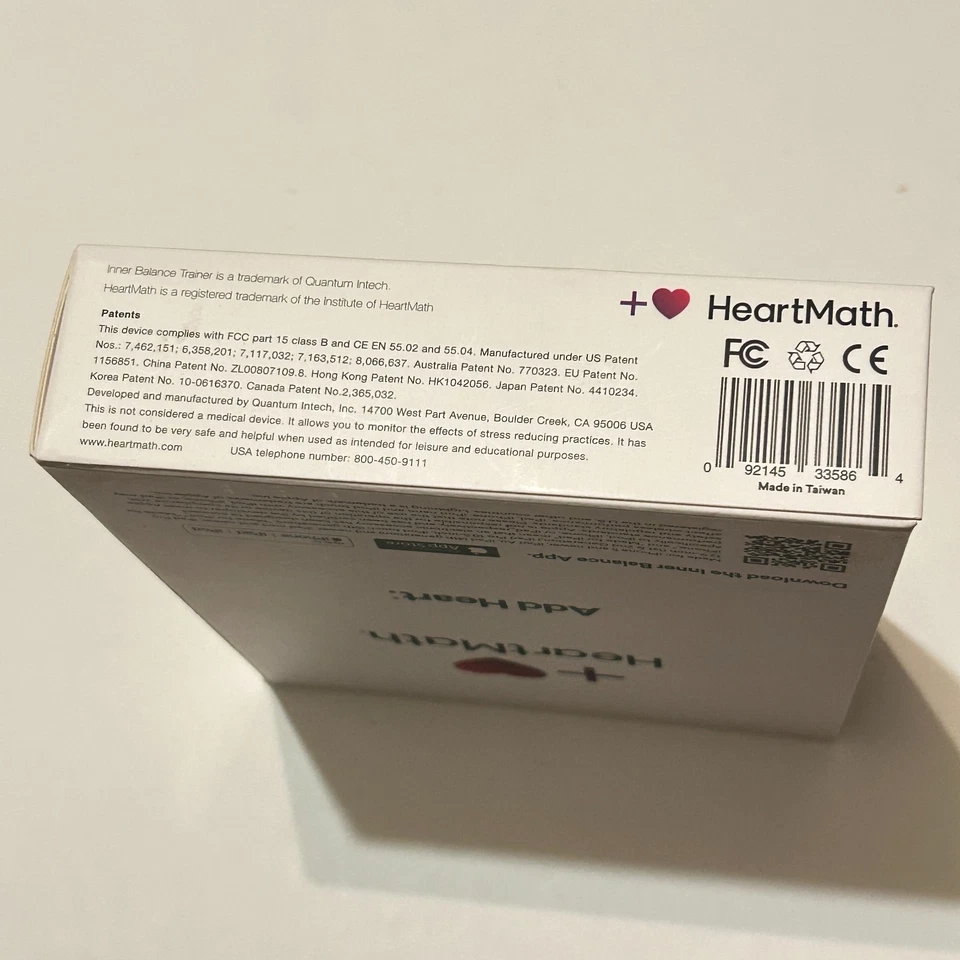 Inner Balance Trainer is a trademark of Quantum Intech.
HeartMath is a registered trademark of the Institute of HeartMath
Patents
This device complies with FCC part 15 class B and CE EN 55.02 and 55.04. Manufactured under US Patent
Nos.: 7,462,151; 6,358,201; 7,117,032; 7,163,512; 8,066,637. Australia Patent No. 770323. EU Patent No.
1156851. China Patent No. ZL00807109.8. Hong Kong Patent No. HK1042056. Japan Patent No. 4410234.
Korea Patent No. 10-0616370. Canada Patent No.2,365,032.
Developed and manufactured by Quantum Intech, Inc. 14700 West Part Avenue, Boulder Creek, CA 95006 USA
This is not considered a medical device. It allows you to monitor the effects of stress reducing practices. It has
been found to be very safe and helpful when used as intended for leisure and educational purposes.
www.heartmath.com USA telephone number: 800-450-9111
+ HeartMath.
FC CE
0 92145 33586 4
Made in Taiwan
+
HeartMath.
Add Heart.
Download the Inner Balance App.
App Store